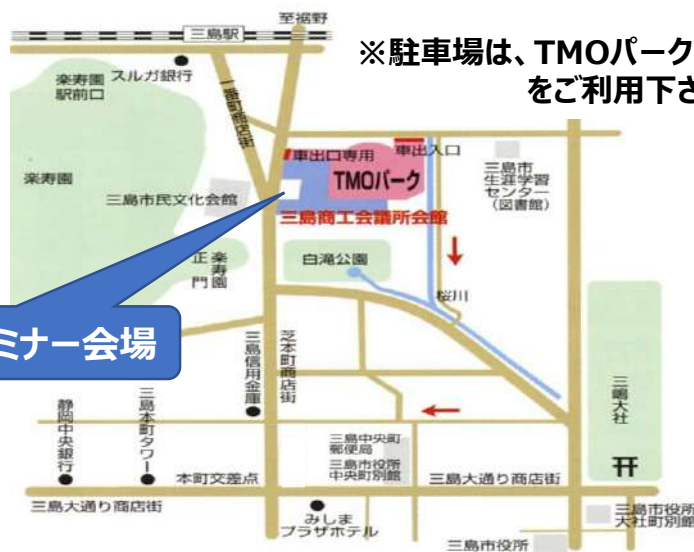 至裾野
三島駅
※駐車場は、TMOパーク
をご利用下さ
楽寿園
駅前口
スルガ銀行
一番町商店街
車出口専用
車出入口
TMOパーク
三島市
生涯学習
センター
(図書館)
楽寿園
三島市民文化会館
三島商工会議所会館
楽寿園
正門
白滝公園
桜川
ミナー会場
三島信用金庫
芝本町商店街
三嶋大社
静岡中央銀行
三島本町タワー
三島中央町
郵便局
三島市役所
中央町別館
本町交差点
三島大通り商店街
三島大通り商店街
みしま
プラザホテル
三島市役所
大社町別館
三島市役所